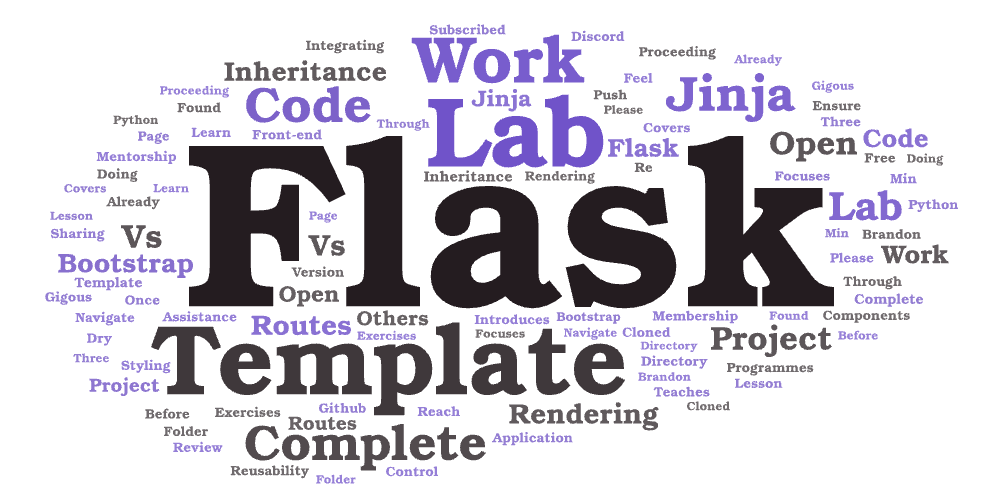 Subscribed
Discord
Integrating
Work
Proceeding
Already
Inheritance
Feel
Jinja
Gigous
Proceeding
Code
Jinja
Push
Found
Lab
Please
Ensure
Python
Through
Three
Page
Learn
Front-end
Covers
Open
Code
Mentorship
Flask
Free
Doing
Doing
Flask
Inheritance
Rendering
Re
Focuses
Min
Covers
Learn
Already
Lab
Python
Lesson
Page
Sharing
Vs
Vs
Min
Brandon
Bootstrap
Please
Work
Version
Template
Through
Gigous
Once
Open
Complete
Navigate
Assistance
Routes
Others
Introduces
Bootstrap
Membership
Found
Components
Dry
Exercises
Focuses
Navigate
Cloned
Project
Before
Three
Template
Directory
Styling
Directory
Programmes
Project
Brandon
Lesson
Teaches
Before
Exercises
Github
Reach
Rendering
Cloned
Folder
Routes
Review
Complete
Application
Reusability
Folder
Control